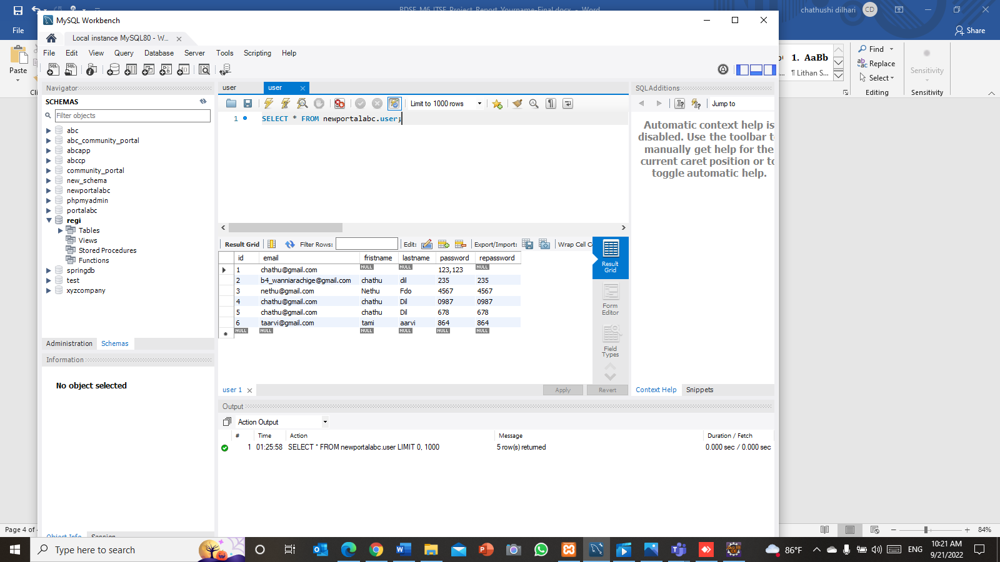 BDSE_M6_ITSE_Project_Report_Yourname-Final.docx - Word
chathushi dilhari CD
File
Share
Paste
Find
Replace
Select
Editing
Sensitivity
Sensitivity
1. AaBb
¶ Lithan S...
MySQL Workbench
Local instance MySQL80 - W...
File Edit View Query Database Server Tools Scripting Help
Navigator
SCHEMAS
Filter objects
abc
abc_community_portal
abcapp
abccp
community_portal
new_schema
newportalabc
phpmyadmin
portalabc
regi
Tables
Views
Stored Procedures
Functions
springdb
test
xyzcompany
Administration Schemas
Information
No object selected
Object Info Session
user user
Limit to 1000 rows
1 SELECT * FROM newportalabc.user;
Result Grid Filter Rows: Edit: Export/Import: Wrap Cell C
id email fristname lastname password repassword
1 chathu@gmail.com NULL NULL 123,123 NULL
2 b4_wanniarachige@gmail.com chathu dil 235 235
3 nethu@gmail.com Nethu Fdo 4567 4567
4 chathu@gmail.com chathu Dil 0987 0987
5 chathu@gmail.com chathu Dil 678 678
6 taarvi@gmail.com tami aarvi 864 864
NULL NULL NULL NULL NULL NULL
Result Grid
Form Editor
Field Types
user 1
Apply Revert
SQLAdditions
Jump to
Automatic context help is
disabled. Use the toolbar t
manually get help for the
current caret position or to
toggle automatic help.
Context Help Snippets
Output
Action Output
# Time Action Message Duration / Fetch
1 01:25:58 SELECT * FROM newportalabc.user LIMIT 0, 1000 5 row(s) returned 0.000 sec / 0.000 sec
Page 4 of
84%
Type here to search
86°F
ENG
10:21 AM
9/21/2022